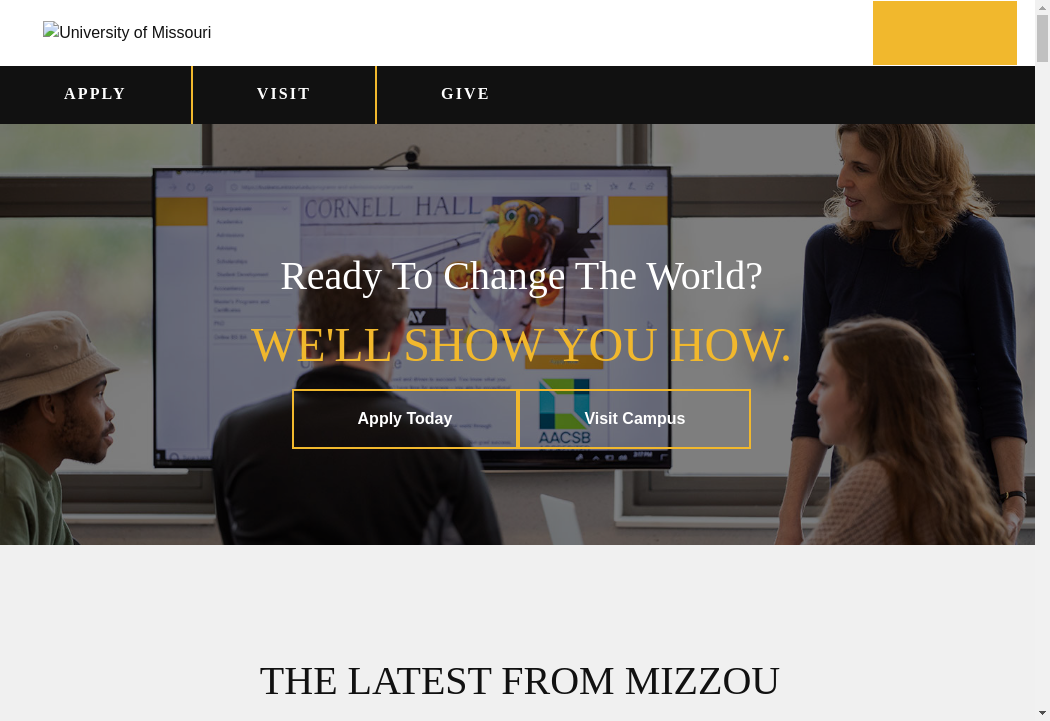 University of Missouri
APPLY
VISIT
GIVE
CORNELL HALL
Ready To Change The World?
WE'LL SHOW YOU HOW.
Apply Today
Visit Campus
AACSB
THE LATEST FROM MIZZOU